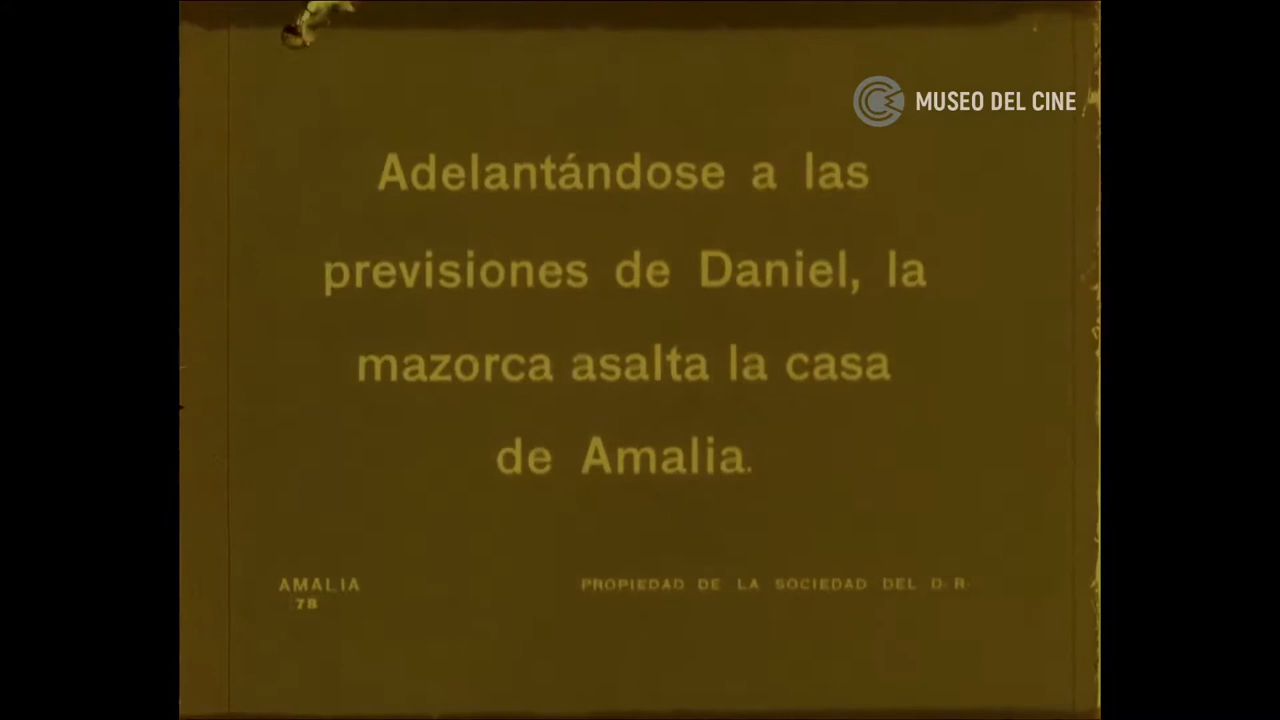 MUSEO DEL CINE
Adelantándose a las
previsiones de Daniel, la
mazorca asalta la casa
de Amalia.
AMALIA
78
PROPIEDAD DE LA SOCIEDAD DEL D. R.